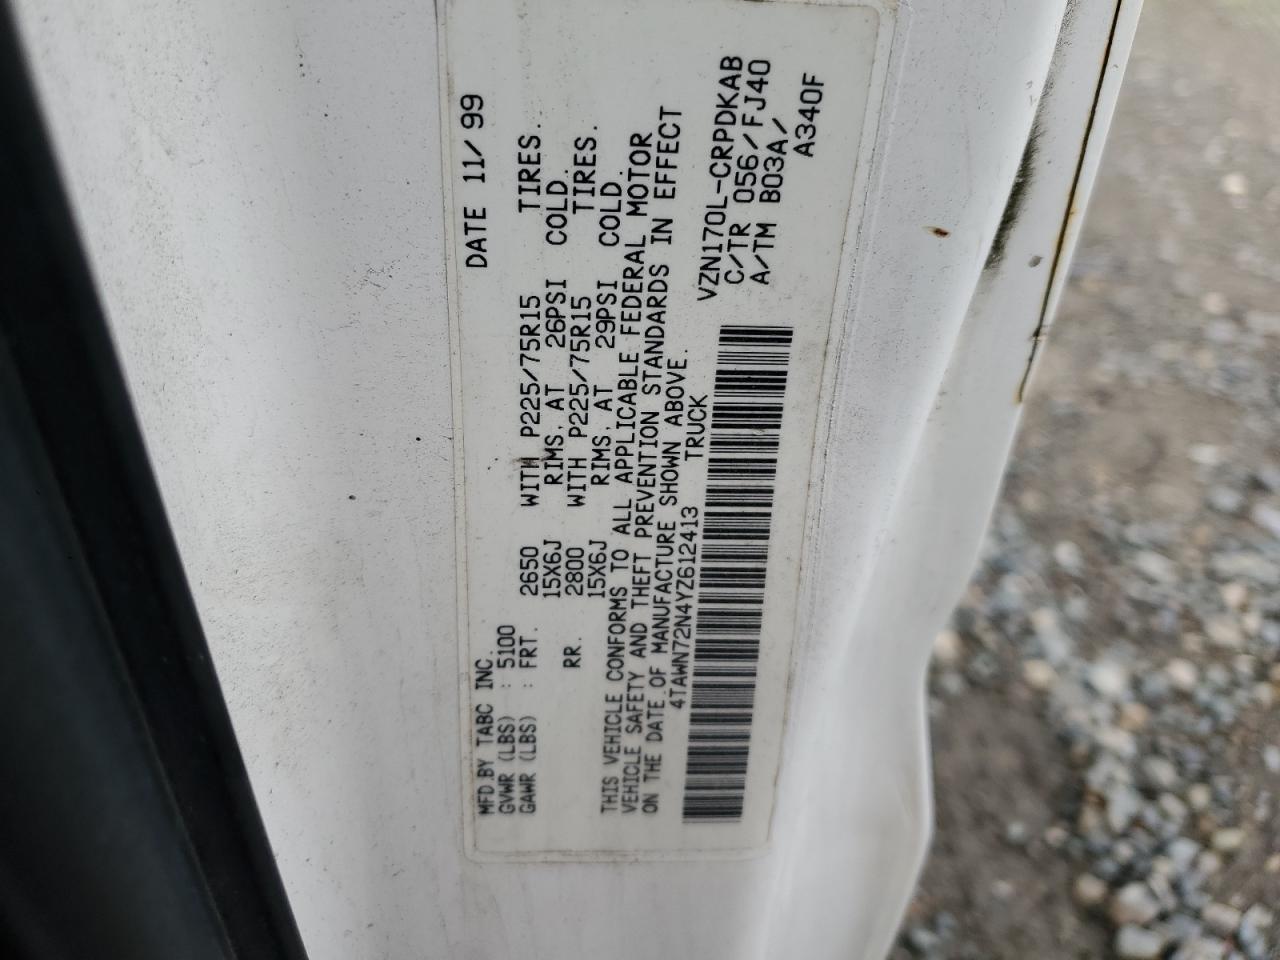 MFD.BY TABC INC. DATE 11/99
GVWR (LBS) : 5100
GAWR (LBS) : FRT. 2650 WITH P225/75R15 TIRES.
15X6J RIMS, AT 26PSI COLD.
RR. 2800 WITH P225/75R15 TIRES.
15X6J RIMS, AT 29PSI COLD.
THIS VEHICLE CONFORMS TO ALL APPLICABLE FEDERAL MOTOR
VEHICLE SAFETY AND THEFT PREVENTION STANDARDS IN EFFECT
ON THE DATE OF MANUFACTURE SHOWN ABOVE.
4TAWN72N4YZ612413 TRUCK
VZN170L-CRPDKAB
C/TR 056/FJ40
A/TM B03A/
A340F